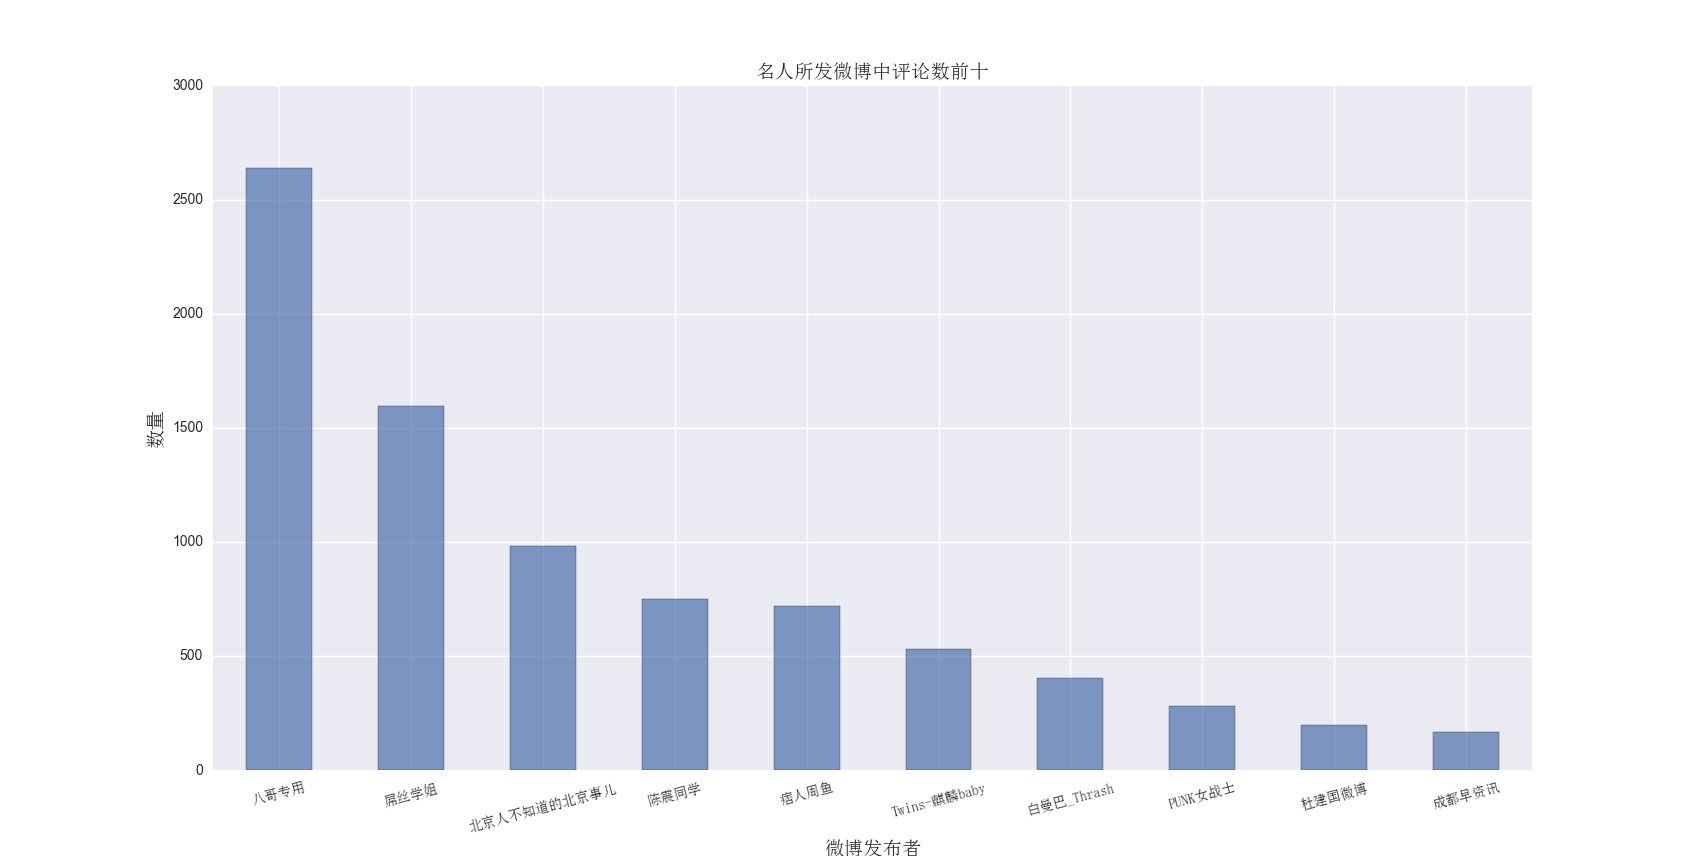 名人所发微博中评论数前十
3000
2500
2000
1500
1000
500
0
数量
八哥专用
屌丝学姐
北京人不知道的北京事儿
陈震同学
痞人周鱼
Twins-麒麟baby
白曼巴_Thrash
PUNK女战士
杜建国微博
成都早资讯
微博发布者